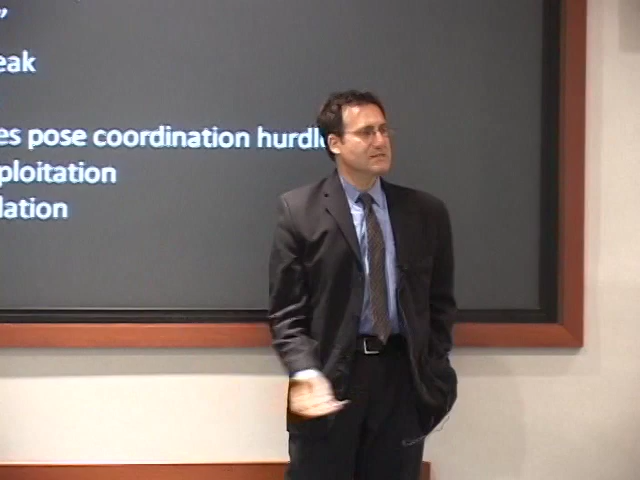 ”
eak
es pose coordination hurdl
ploitation
lation